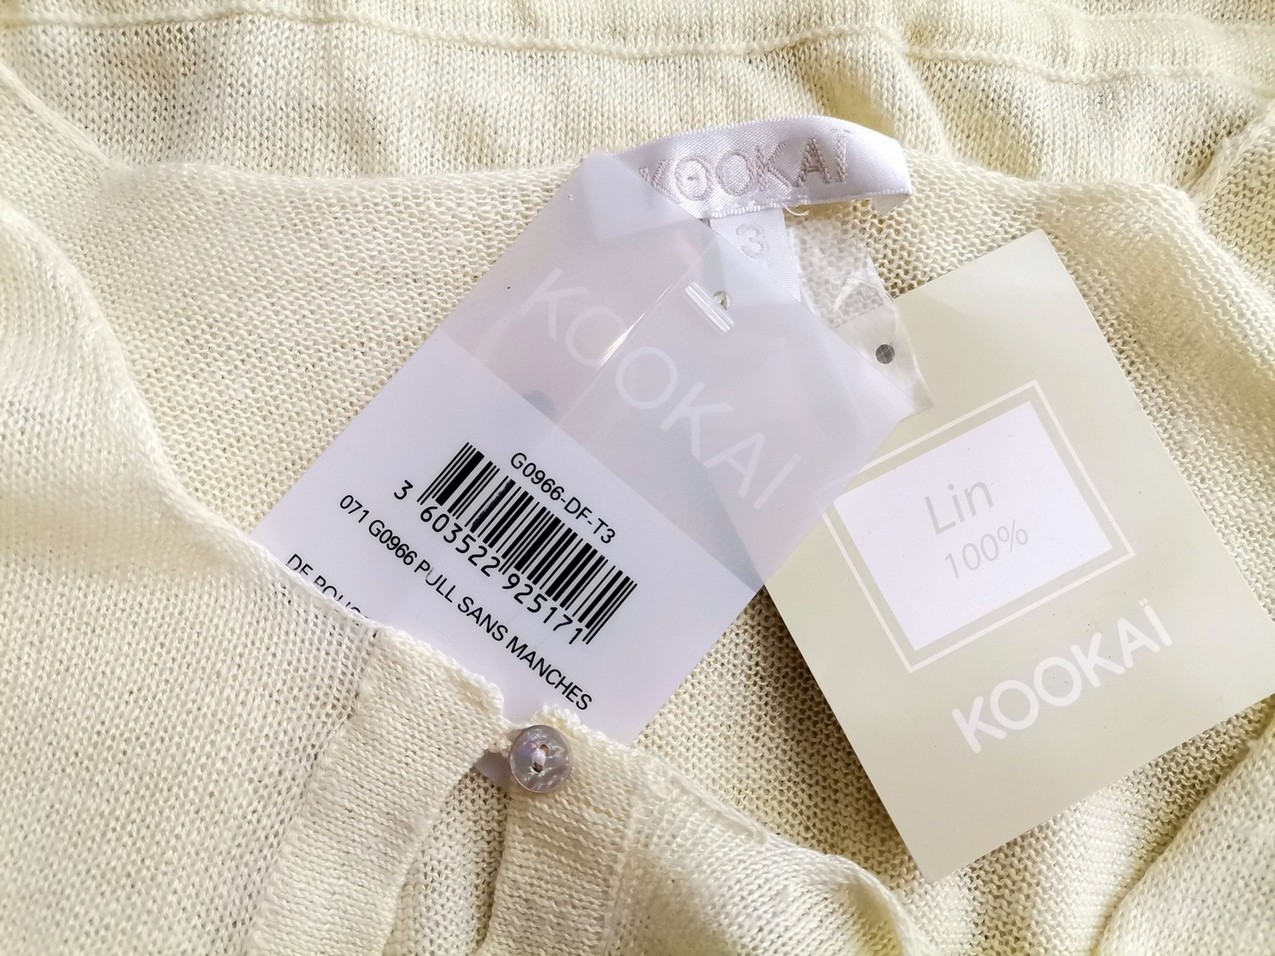 KOOKAÏ
3
KOOKAÏ
G0966-DF-T3
3 603522 925171
071 G0966 PULL SANS MANCHES
Lin
100%
KOOKAÏ